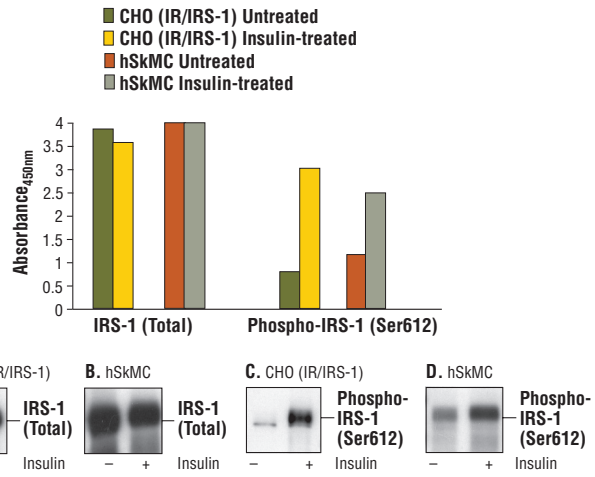 CHO (IR/IRS-1) Untreated
CHO (IR/IRS-1) Insulin-treated
hSkMC Untreated
hSkMC Insulin-treated
Absorbance450nm
4
3.5
3
2.5
2
1.5
1
0.5
0
IRS-1 (Total)
Phospho-IRS-1 (Ser612)
R/IRS-1)
IRS-1
(Total)
Insulin
B. hSkMC
IRS-1
(Total)
– + Insulin
C. CHO (IR/IRS-1)
Phospho-
IRS-1
(Ser612)
– + Insulin
D. hSkMC
Phospho-
IRS-1
(Ser612)
– + Insulin